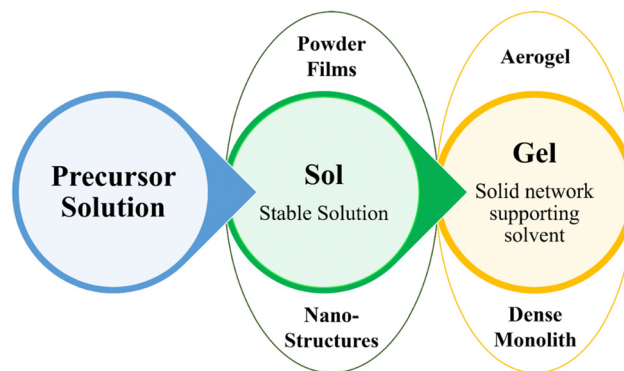 Precursor
Solution
Powder
Films
Sol
Stable Solution
Nano-
Structures
Aerogel
Gel
Solid network
supporting
solvent
Dense
Monolith